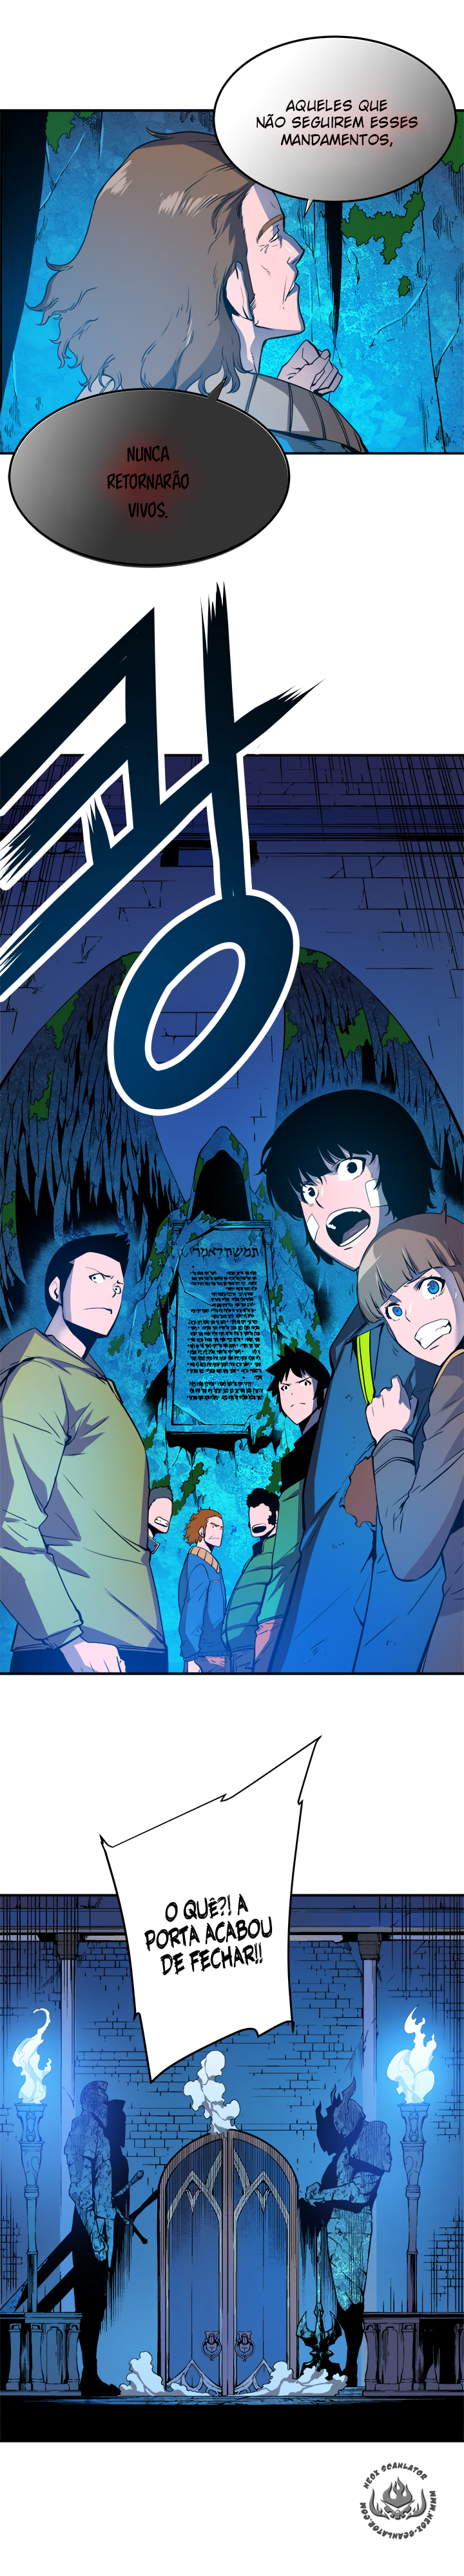 AQUELES QUE
NÃO SEGUIREM ESSES
MANDAMENTOS,
NUNCA
RETORNARÃO
VIVOS.
쾅
O QUÊ?! A
PORTA ACABOU
DE FECHAR!!
NEOX SCANLATOR
WWW.NEOX-SCANLATOR.COM